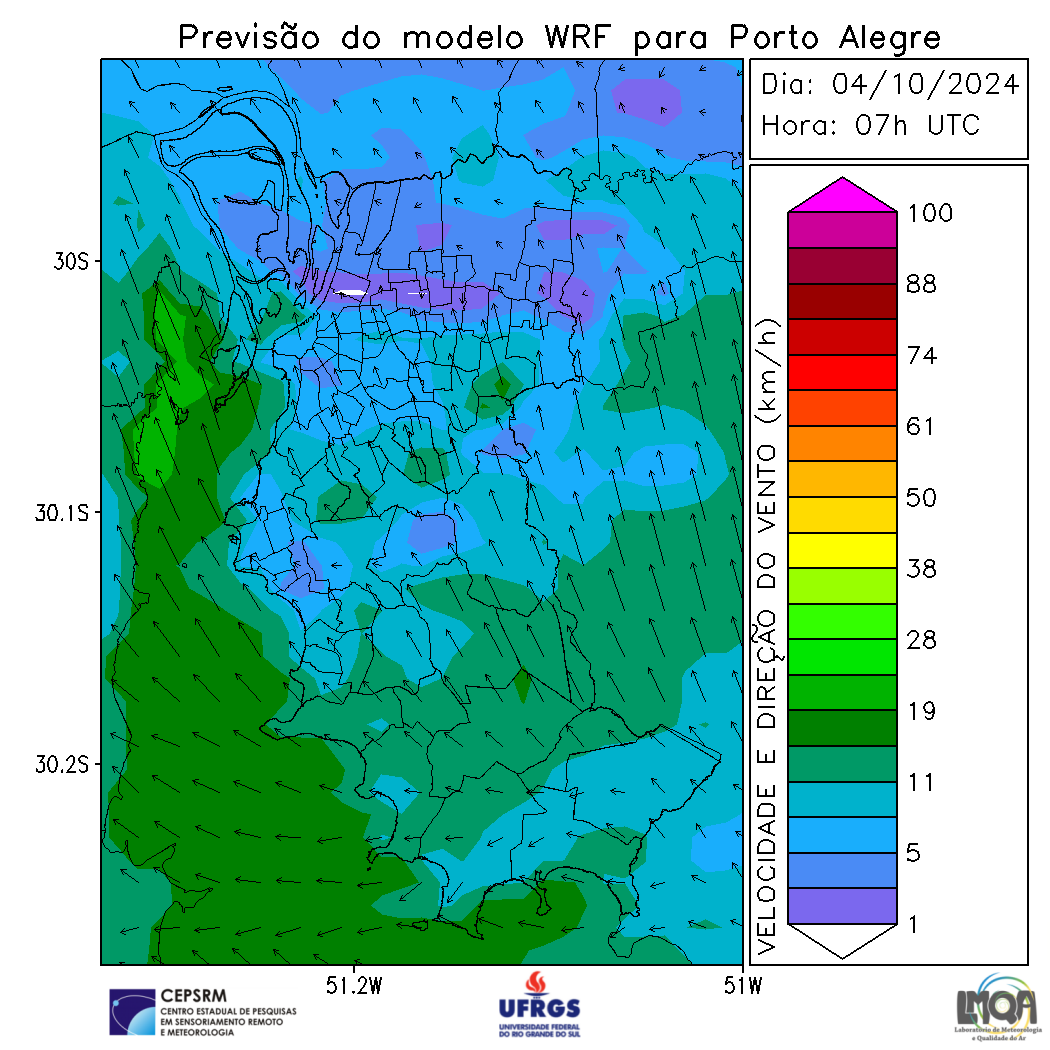 Previsão do modelo WRF para Porto Alegre
Dia: 04/10/2024
Hora: 07h UTC
30S
30.1S
30.2S
51.2W
51W
VELOCIDADE E DIREÇÃO DO VENTO (km/h)
100
88
74
61
50
38
28
19
11
5
1
CEPSRM
CENTRO ESTADUAL DE PESQUISAS
EM SENSORIAMENTO REMOTO
E METEOROLOGIA
UFRGS
UNIVERSIDADE FEDERAL
DO RIO GRANDE DO SUL
LMQA
Laboratório de Meteorologia
e Qualidade do Ar